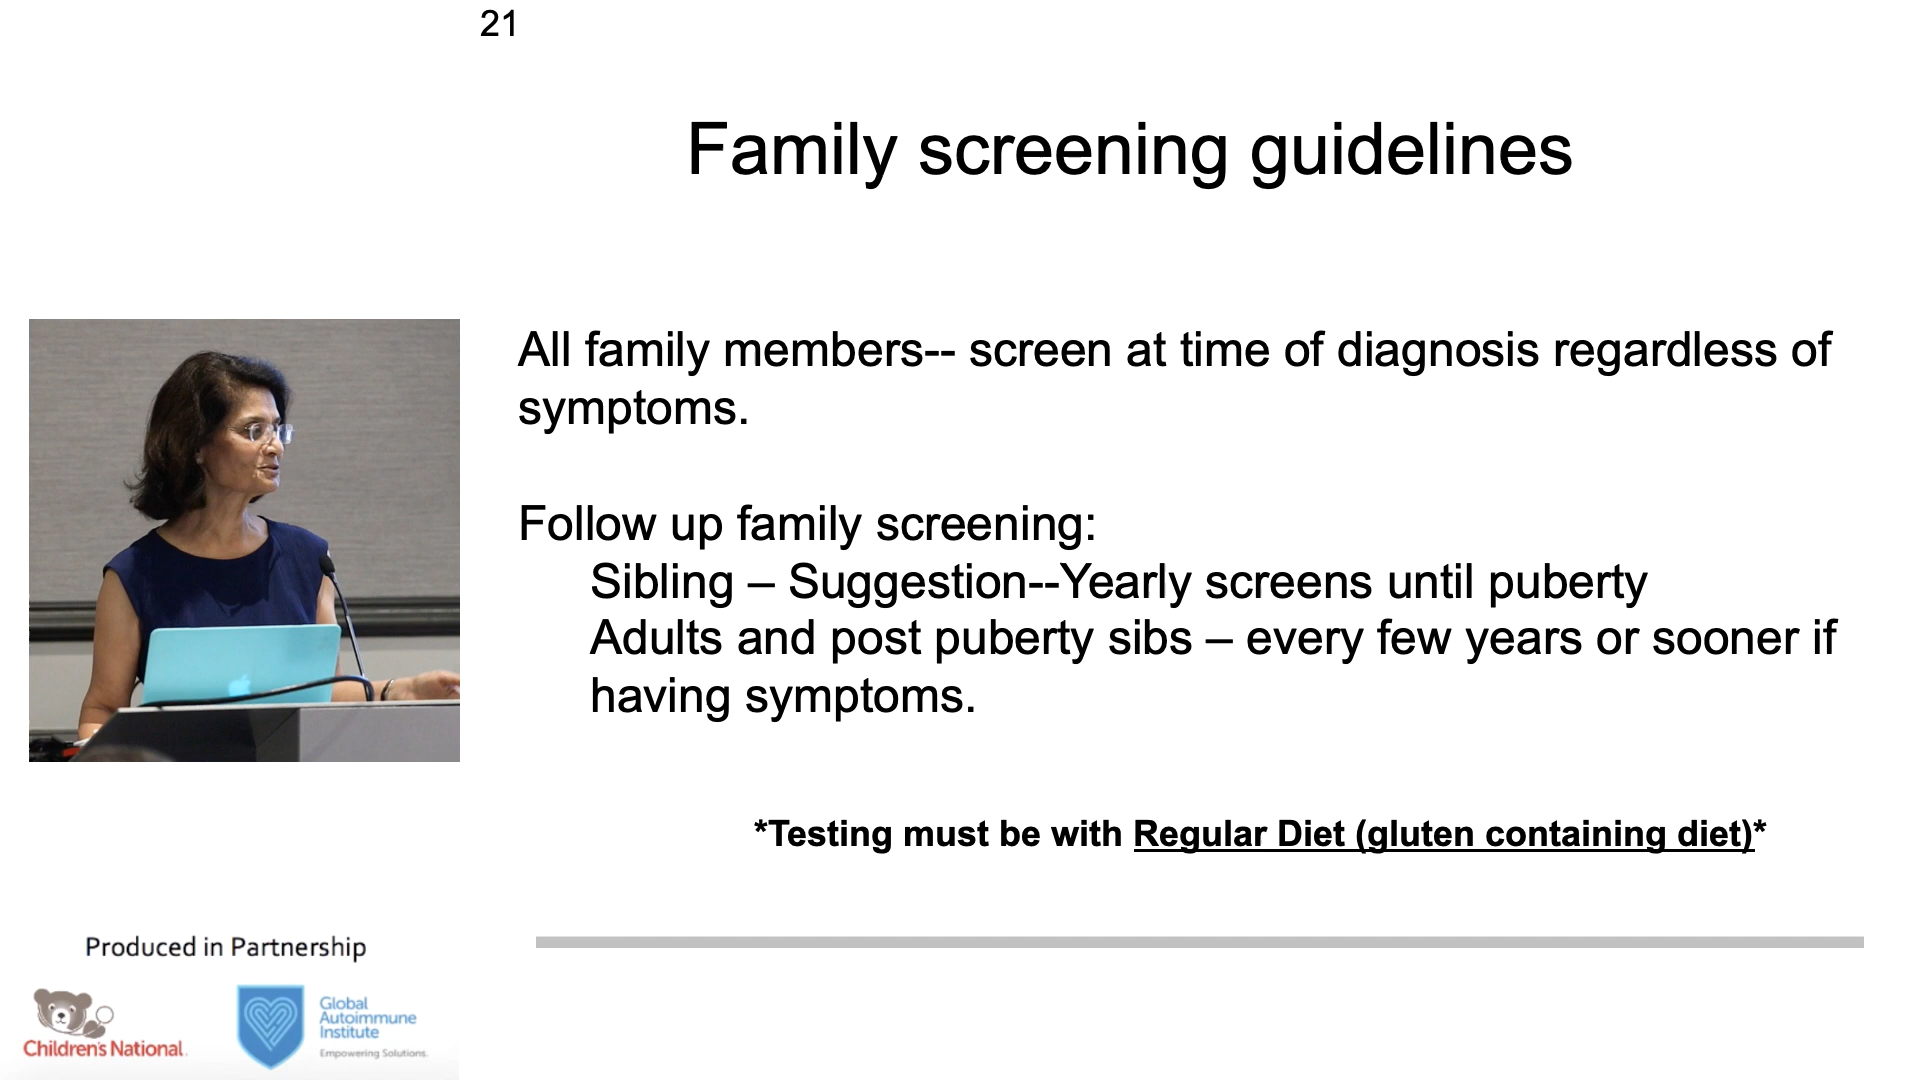 21
Family screening guidelines
All family members-- screen at time of diagnosis regardless of
symptoms.
Follow up family screening:
Sibling – Suggestion--Yearly screens until puberty
Adults and post puberty sibs – every few years or sooner if
having symptoms.
*Testing must be with Regular Diet (gluten containing diet)*
Produced in Partnership
Children's National
Global
Autoimmune
Institute
Empowering Solutions.